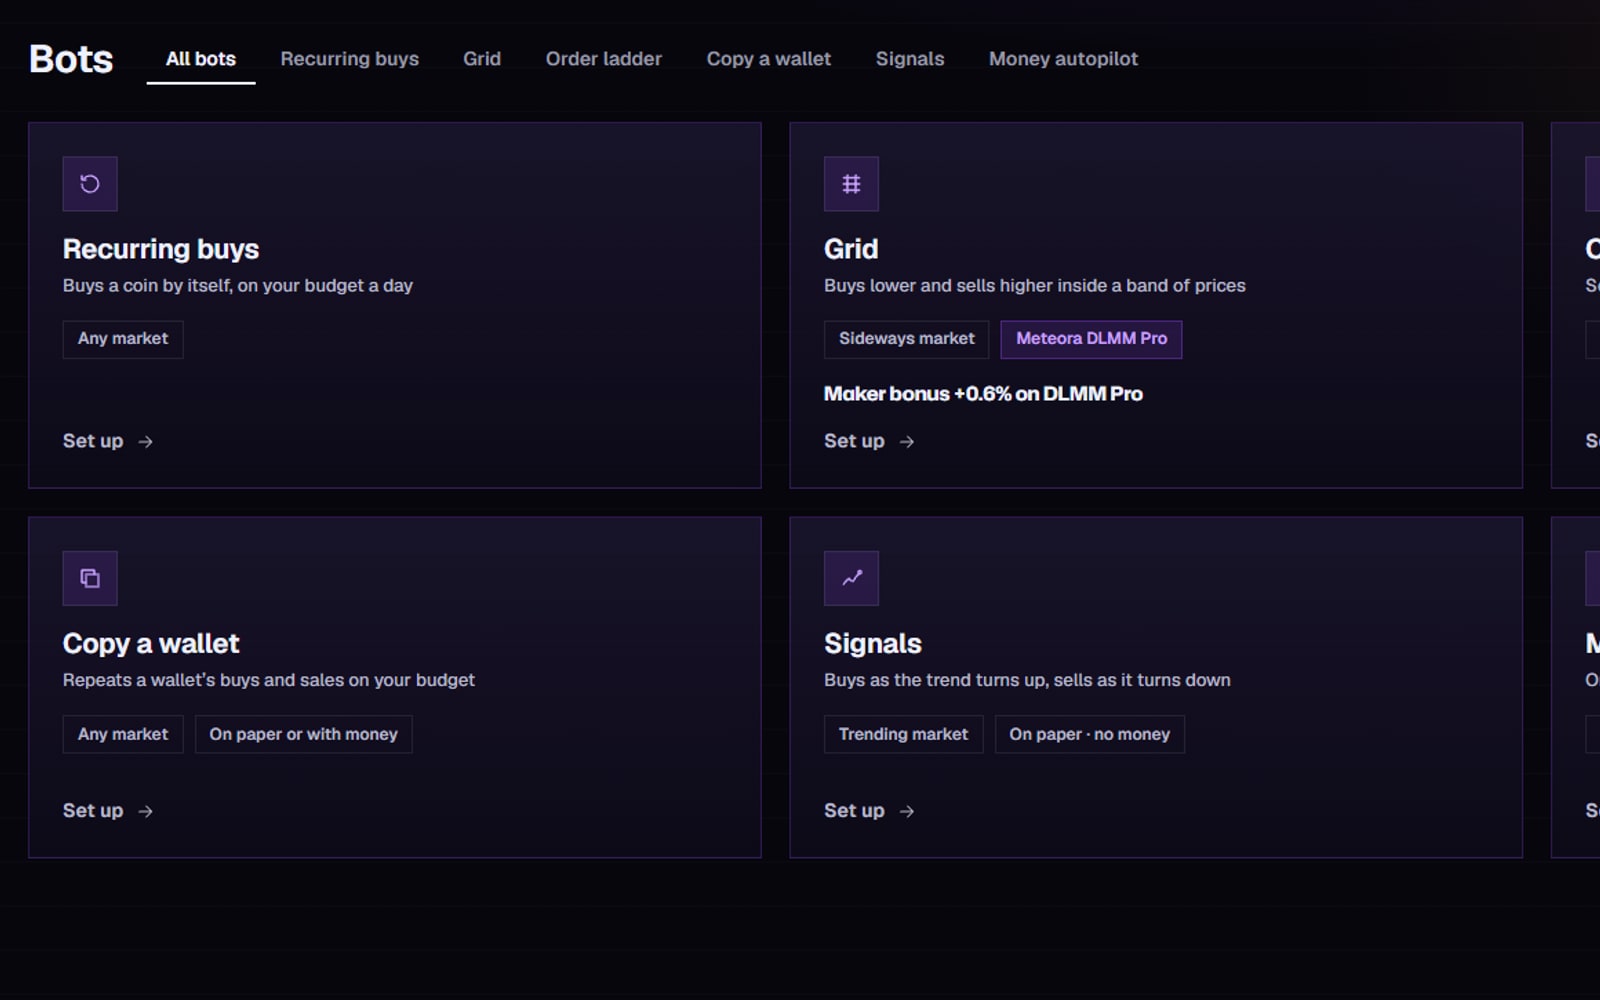 Bots
All bots
Recurring buys
Grid
Order ladder
Copy a wallet
Signals
Money autopilot
Recurring buys
Buys a coin by itself, on your budget a day
Any market
Set up →
Grid
Buys lower and sells higher inside a band of prices
Sideways market
Meteora DLMM Pro
Maker bonus +0.6% on DLMM Pro
Set up →
Copy a wallet
Repeats a wallet's buys and sales on your budget
Any market
On paper or with money
Set up →
Signals
Buys as the trend turns up, sells as it turns down
Trending market
On paper · no money
Set up →